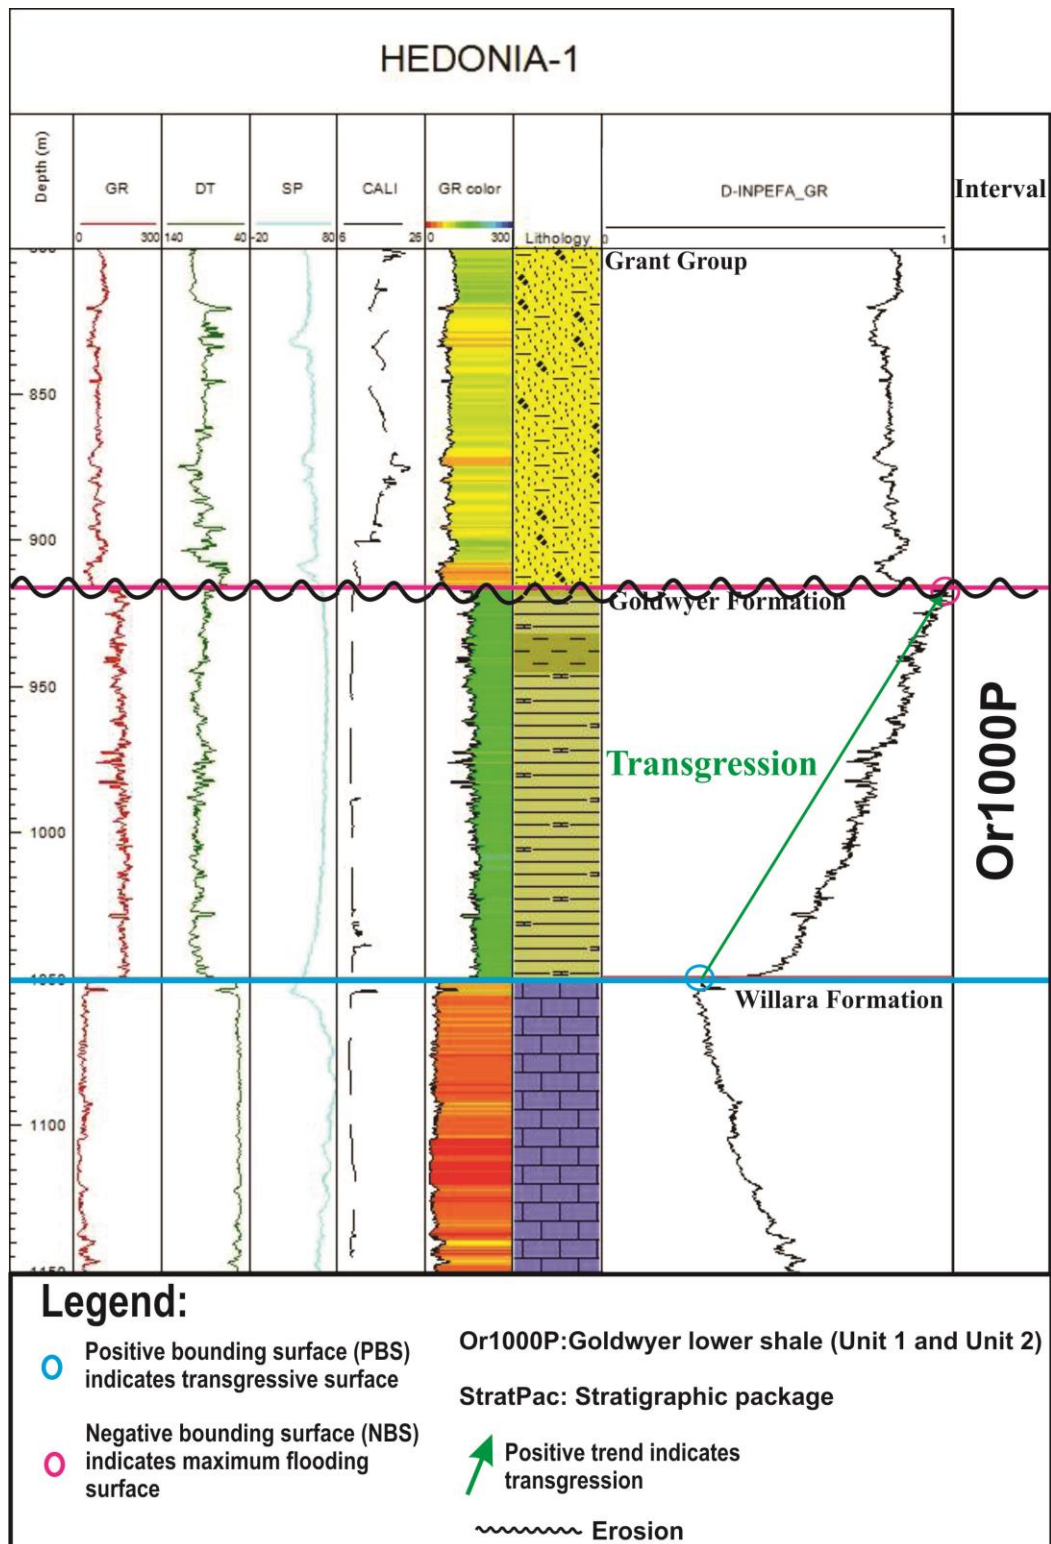 HEDONIA-1
Depth (m)
GR
DT
SP
CALI
GR color
D-INPEFA_GR
Interval
0 300
140 40
-20 80
6 26
0 300
Lithology
0 1
Grant Group
850
900
Goldwyer Formation
950
Transgression
Or1000P
1000
1050
Willara Formation
1100
1150
Legend:
Positive bounding surface (PBS)
indicates transgressive surface
Negative bounding surface (NBS)
indicates maximum flooding
surface
Or1000P:Goldwyer lower shale (Unit 1 and Unit 2)
StratPac: Stratigraphic package
Positive trend indicates
transgression
Erosion